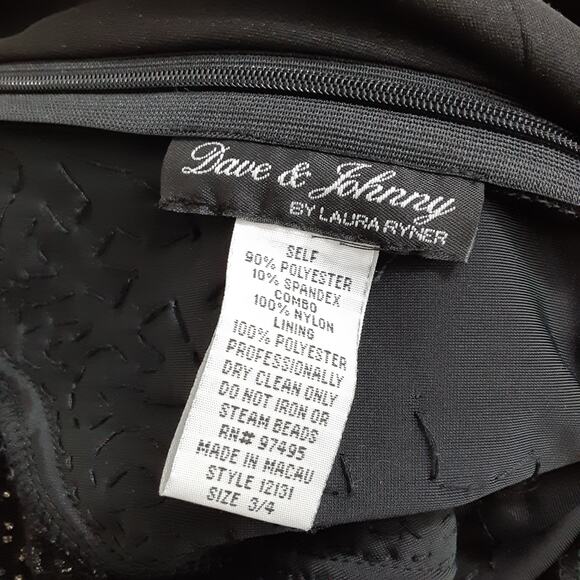 Dave & Johnny
BY LAURA RYNER
SELF
90% POLYESTER
10% SPANDEX
COMBO
100% NYLON
LINING
100% POLYESTER
PROFESSIONALLY
DRY CLEAN ONLY
DO NOT IRON OR
STEAM BEADS
RN# 97495
MADE IN MACAU
STYLE 12131
SIZE 3/4